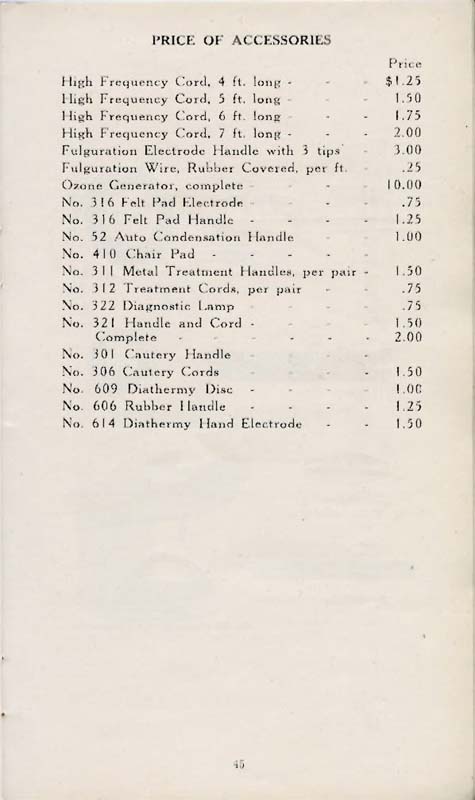 PRICE OF ACCESSORIES
Price
High Frequency Cord, 4 ft. long - - - $1.25
High Frequency Cord, 5 ft. long - - - 1.50
High Frequency Cord, 6 ft. long - - - 1.75
High Frequency Cord, 7 ft. long - - - 2.00
Fulguration Electrode Handle with 3 tips - 3.00
Fulguration Wire, Rubber Covered, per ft. - .25
Ozone Generator, complete - - - - 10.00
No. 316 Felt Pad Electrode - - - - .75
No. 316 Felt Pad Handle - - - - 1.25
No. 52 Auto Condensation Handle - - 1.00
No. 410 Chair Pad - - - - -
No. 311 Metal Treatment Handles, per pair - 1.50
No. 312 Treatment Cords, per pair - - .75
No. 322 Diagnostic Lamp - - - - .75
No. 321 Handle and Cord - - - - 1.50
Complete - - - - - - 2.00
No. 301 Cautery Handle - - - -
No. 306 Cautery Cords - - - - 1.50
No. 609 Diathermy Disc - - - - 1.00
No. 606 Rubber Handle - - - - 1.25
No. 614 Diathermy Hand Electrode - - 1.50
45